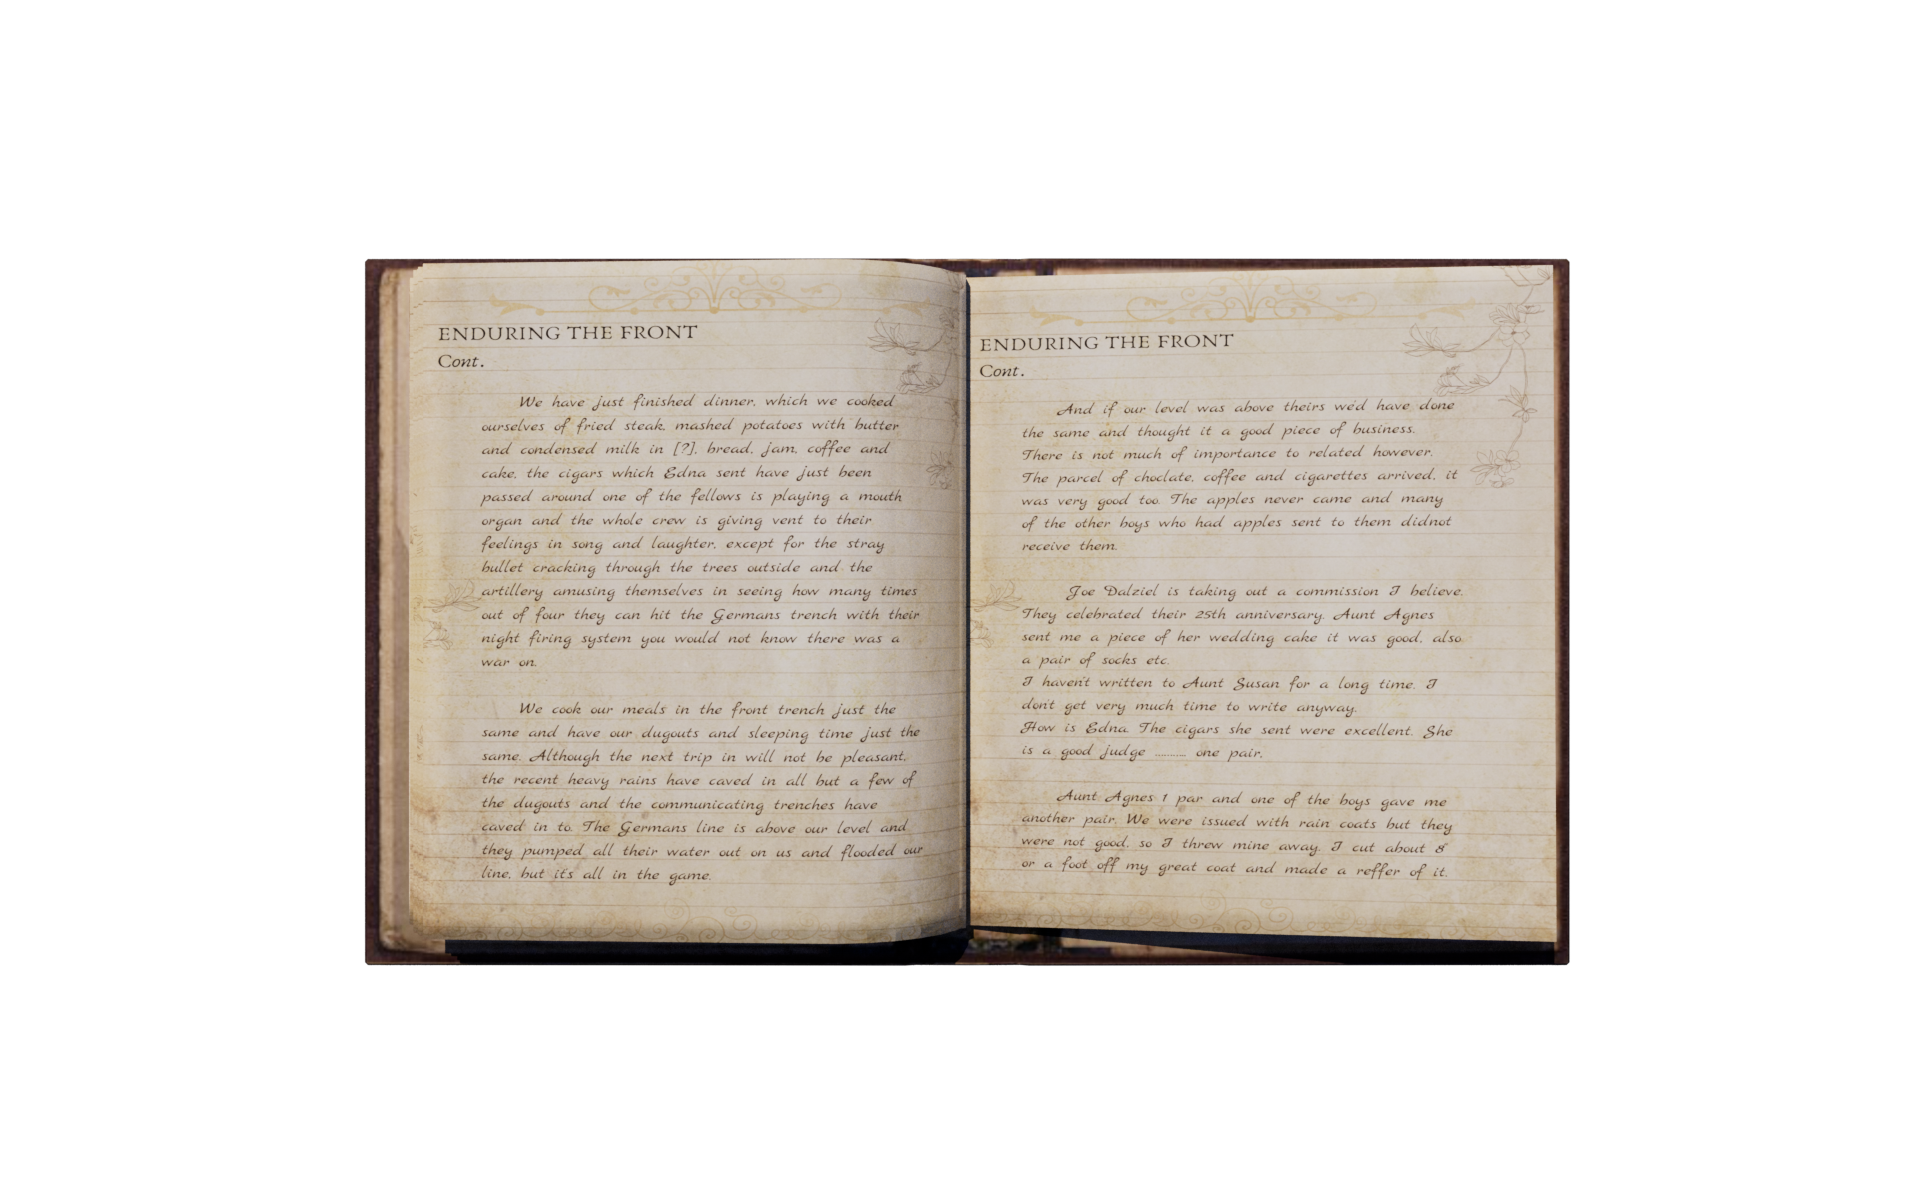 ENDURING THE FRONT
Cont.
We have just finished dinner, which we cooked
ourselves of fried steak, mashed potatoes with butter
and condensed milk in [?], bread, jam, coffee and
cake, the cigars which Edna sent have just been
passed around one of the fellows is playing a mouth
organ and the whole crew is giving vent to their
feelings in song and laughter, except for the stray
bullet cracking through the trees outside and the
artillery amusing themselves in seeing how many times
out of four they can hit the Germans trench with their
night firing system you would not know there was a
war on.
We cook our meals in the front trench just the
same and have our dugouts and sleeping time just the
same. Although the next trip in will not be pleasant,
the recent heavy rains have caved in all but a few of
the dugouts and the communicating trenches have
caved in to. The Germans line is above our level and
they pumped all their water out on us and flooded our
line, but it's all in the game.
ENDURING THE FRONT
Cont.
And if our level was above theirs we'd have done
the same and thought it a good piece of business.
There is not much of importance to related however.
The parcel of choclate, coffee and cigarettes arrived, it
was very good too. The apples never came and many
of the other boys who had apples sent to them didnot
receive them.
Joe Dalziel is taking out a commission I believe.
They celebrated their 25th anniversary. Aunt Agnes
sent me a piece of her wedding cake it was good, also
a pair of socks etc.
I haven't written to Aunt Susan for a long time. I
don't get very much time to write anyway.
How is Edna. The cigars she sent were excellent. She
is a good judge ........... one pair.
Aunt Agnes 1 par and one of the boys gave me
another pair. We were issued with rain coats but they
were not good, so I threw mine away. I cut about 8
or a foot off my great coat and made a reffer of it.